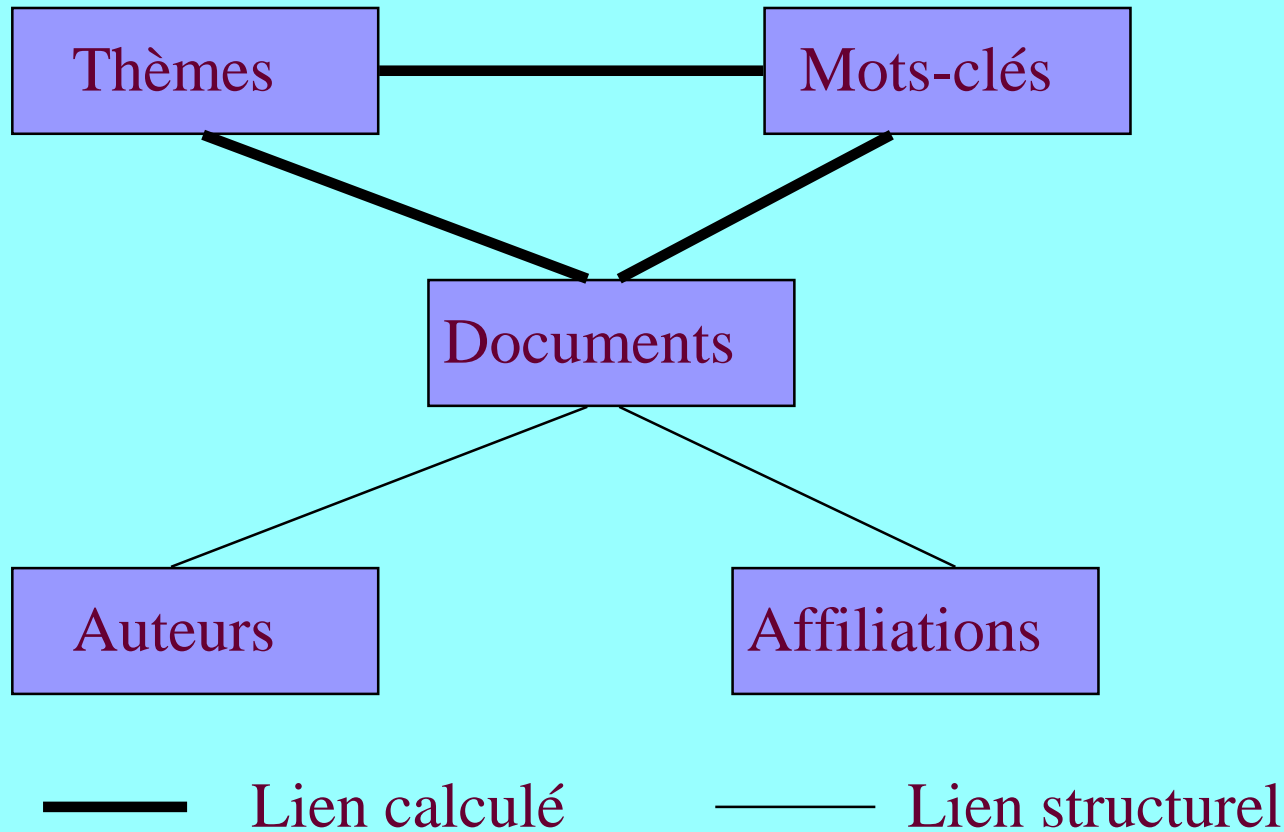 Thèmes
Mots-clés
Documents
Auteurs
Affiliations
Lien calculé
Lien structurel